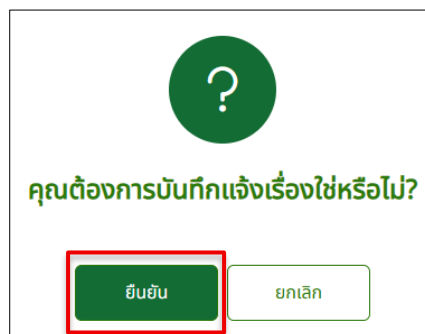 ?
คุณต้องการบันทึกแจ้งเรื่องใช่หรือไม่?
ยืนยัน
ยกเลิก